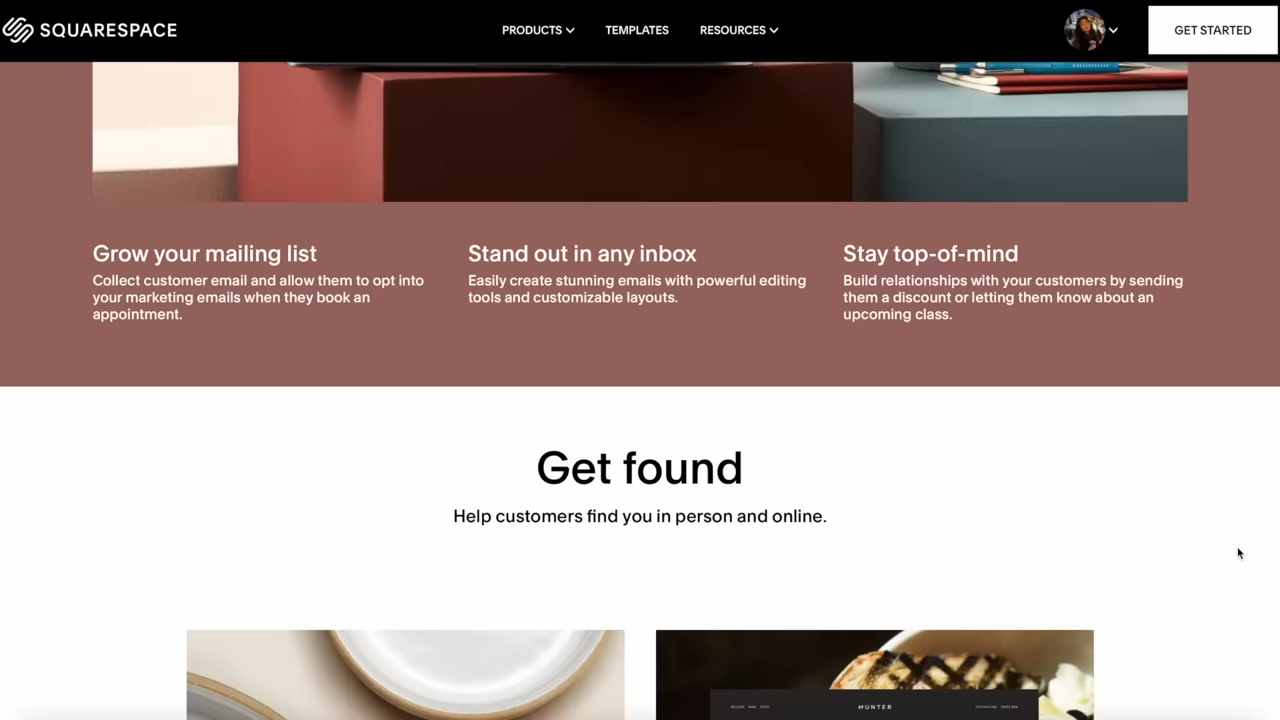 SQUARESPACE
PRODUCTS
TEMPLATES
RESOURCES
GET STARTED
Grow your mailing list
Collect customer email and allow them to opt into
your marketing emails when they book an
appointment.
Stand out in any inbox
Easily create stunning emails with powerful editing
tools and customizable layouts.
Stay top-of-mind
Build relationships with your customers by sending
them a discount or letting them know about an
upcoming class.
Get found
Help customers find you in person and online.
HUNTER